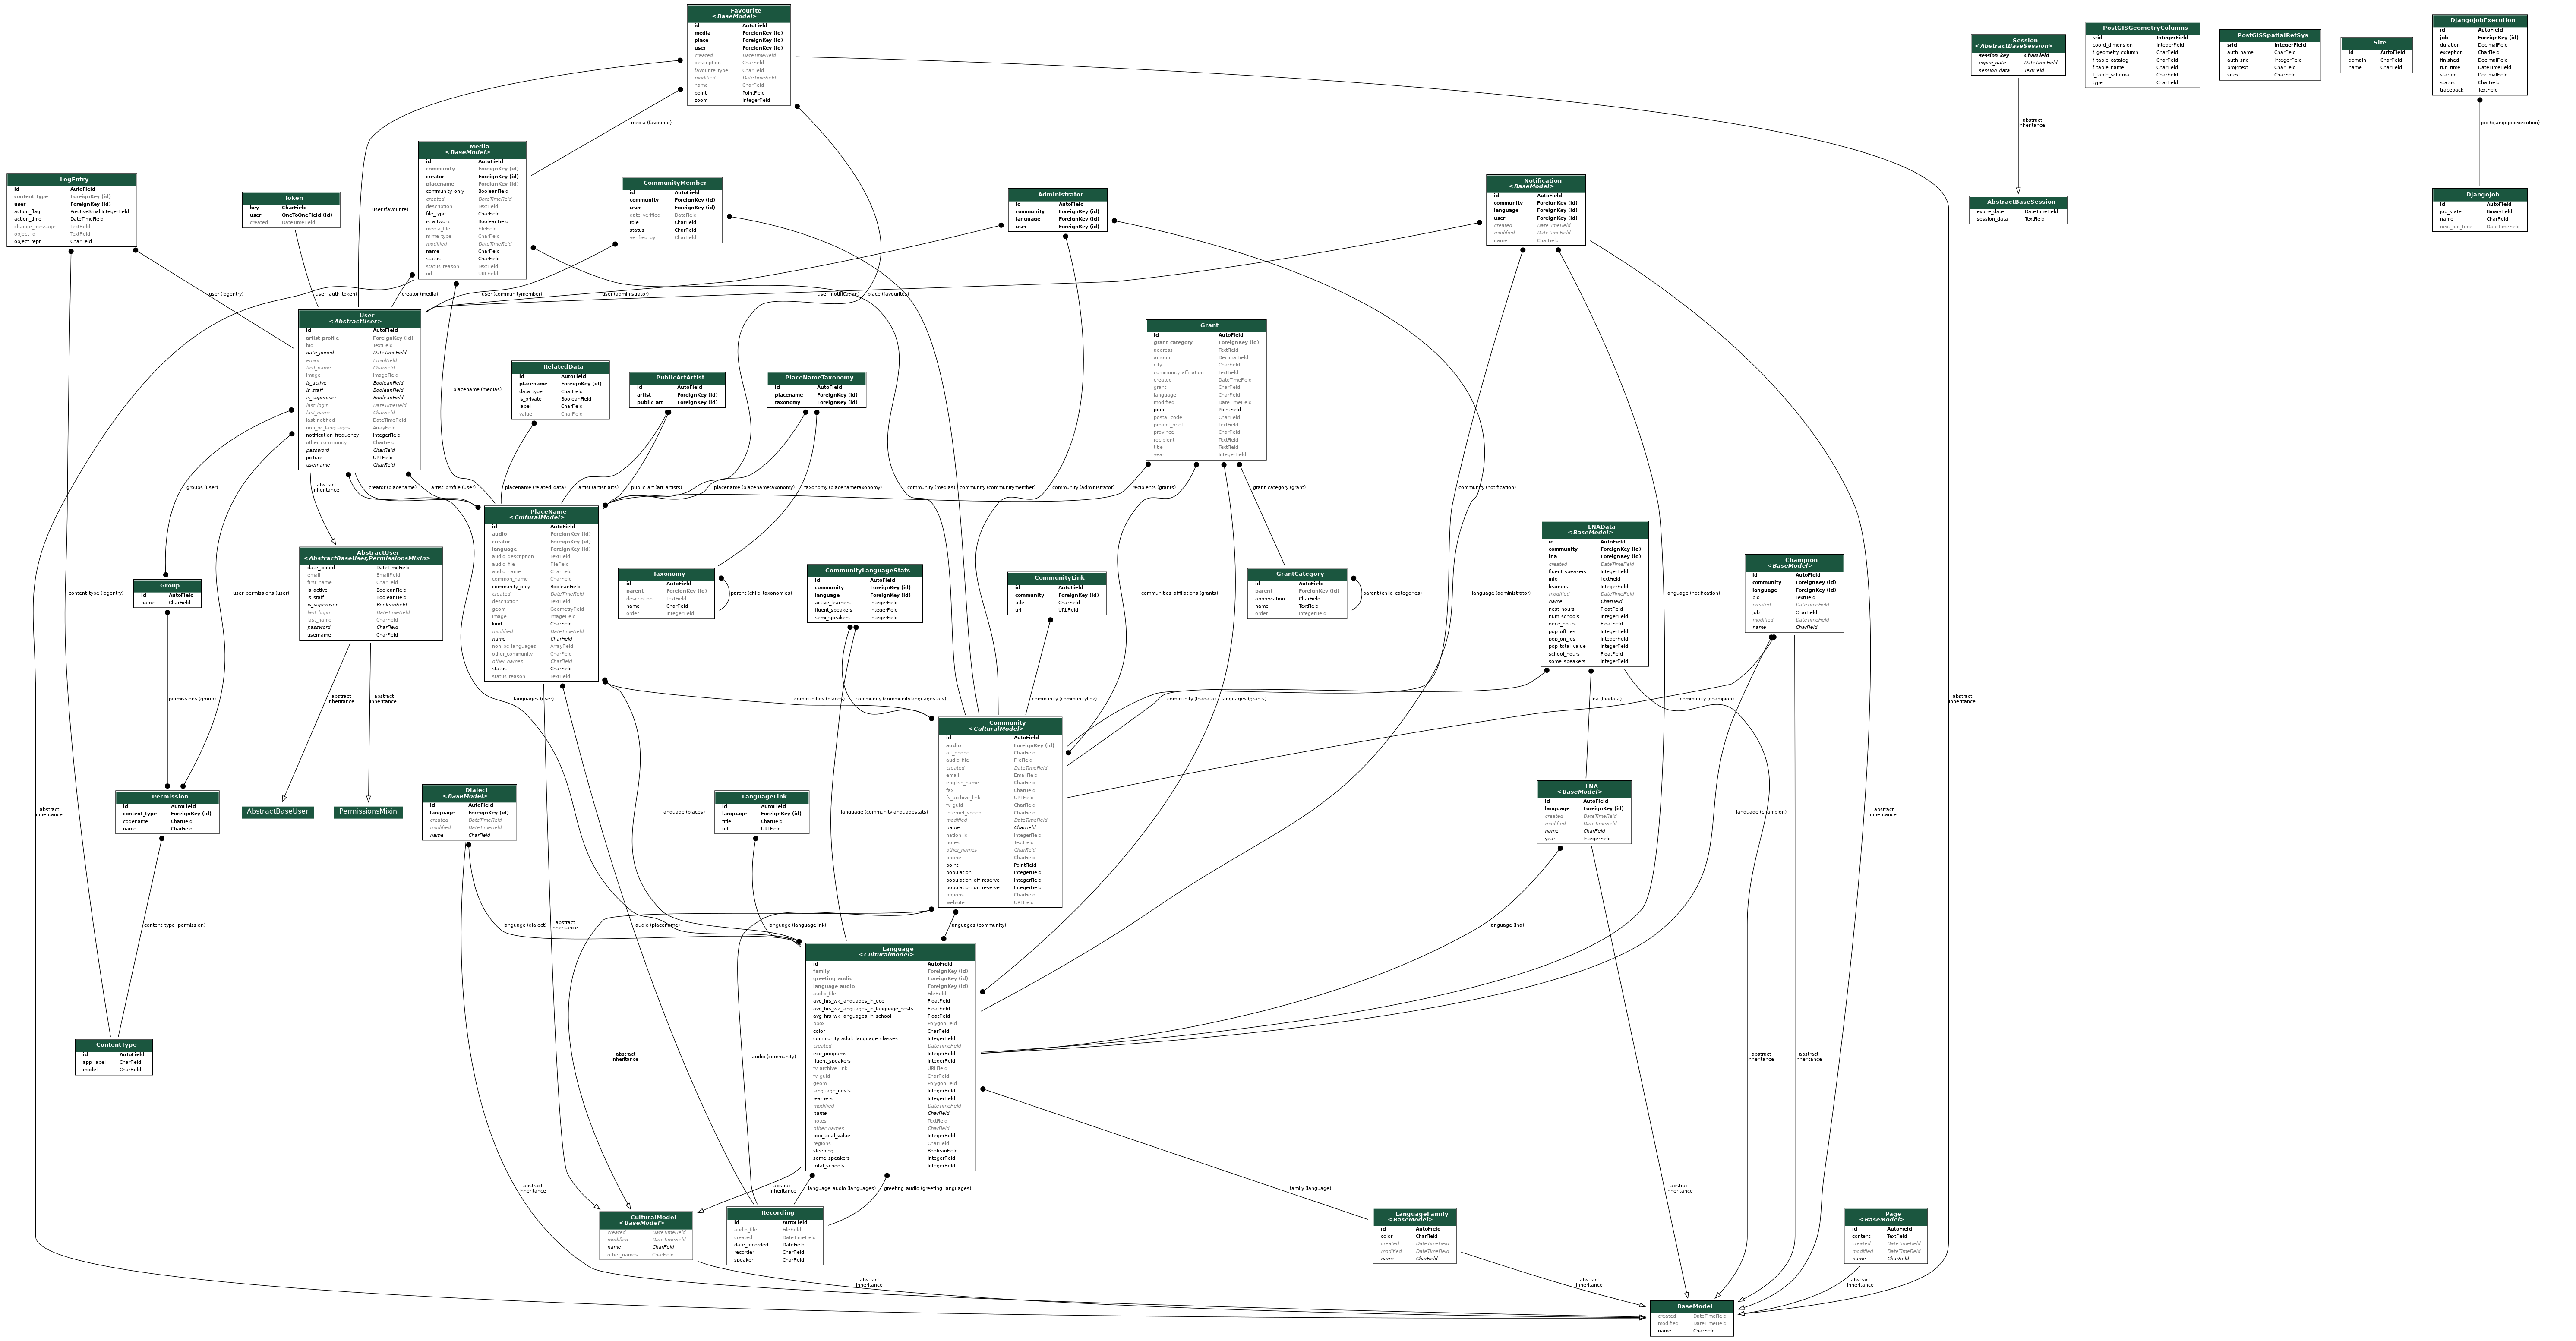 Favourite
<BaseModel>
id AutoField
media ForeignKey (id)
place ForeignKey (id)
user ForeignKey (id)
created DateTimeField
description CharField
favourite_type CharField
modified DateTimeField
name CharField
point PointField
zoom IntegerField
Session
<AbstractBaseSession>
session_key CharField
expire_date DateTimeField
session_data TextField
PostGISGeometryColumns
srid IntegerField
coord_dimension IntegerField
f_geometry_column CharField
f_table_catalog CharField
f_table_name CharField
f_table_schema CharField
type CharField
PostGISSpatialRefSys
srid IntegerField
auth_name CharField
auth_srid IntegerField
proj4text CharField
srtext CharField
Site
id AutoField
domain CharField
name CharField
DjangoJobExecution
id AutoField
job ForeignKey (id)
duration DecimalField
exception CharField
finished DecimalField
run_time DateTimeField
started DecimalField
status CharField
traceback TextField
media (favourite)
abstract
inheritance
job (djangojobexecution)
LogEntry
id AutoField
content_type ForeignKey (id)
user ForeignKey (id)
action_flag PositiveSmallIntegerField
action_time DateTimeField
change_message TextField
object_id TextField
object_repr CharField
Token
key CharField
user OneToOneField (id)
created DateTimeField
user (favourite)
Media
<BaseModel>
id AutoField
community ForeignKey (id)
creator ForeignKey (id)
placename ForeignKey (id)
community_only BooleanField
created DateTimeField
description TextField
file_type CharField
is_artwork BooleanField
media_file FileField
mime_type CharField
modified DateTimeField
name CharField
status CharField
status_reason TextField
url URLField
CommunityMember
id AutoField
community ForeignKey (id)
user ForeignKey (id)
date_verified DateField
role CharField
status CharField
verified_by CharField
Administrator
id AutoField
community ForeignKey (id)
language ForeignKey (id)
user ForeignKey (id)
Notification
<BaseModel>
id AutoField
community ForeignKey (id)
language ForeignKey (id)
user ForeignKey (id)
created DateTimeField
modified DateTimeField
name CharField
AbstractBaseSession
expire_date DateTimeField
session_data TextField
DjangoJob
id AutoField
job_state BinaryField
name CharField
next_run_time DateTimeField
user (logentry)
user (auth_token)
creator (media)
user (communitymember)
user (administrator)
user (notification)
place (favourites)
User
<AbstractUser>
id AutoField
artist_profile ForeignKey (id)
bio TextField
date_joined DateTimeField
email EmailField
first_name CharField
image ImageField
is_active BooleanField
is_staff BooleanField
is_superuser BooleanField
last_login DateTimeField
last_name CharField
last_notified DateTimeField
non_bc_languages ArrayField
notification_frequency IntegerField
other_community CharField
password CharField
picture URLField
username CharField
placename (medias)
RelatedData
id AutoField
placename ForeignKey (id)
data_type CharField
is_private BooleanField
label CharField
value CharField
PublicArtArtist
id AutoField
artist ForeignKey (id)
public_art ForeignKey (id)
PlaceNameTaxonomy
id AutoField
placename ForeignKey (id)
taxonomy ForeignKey (id)
Grant
id AutoField
grant_category ForeignKey (id)
address TextField
amount DecimalField
city CharField
community_affiliation TextField
created DateTimeField
grant CharField
language CharField
modified DateTimeField
point PointField
postal_code CharField
project_brief TextField
province CharField
recipient TextField
title TextField
year IntegerField
groups (user)
abstract
inheritance
creator (placename)
artist_profile (user)
placename (related_data)
artist (artist_arts)
public_art (art_artists)
placename (placenametaxonomy)
taxonomy (placenametaxonomy)
community (medias)
community (communitymember)
community (administrator)
recipients (grants)
grant_category (grant)
community (notification)
PlaceName
<CulturalModel>
id AutoField
audio ForeignKey (id)
creator ForeignKey (id)
language ForeignKey (id)
audio_description TextField
audio_file FileField
audio_name CharField
common_name CharField
community_only BooleanField
created DateTimeField
description TextField
geom GeometryField
image ImageField
kind CharField
modified DateTimeField
name CharField
non_bc_languages ArrayField
other_community CharField
other_names CharField
status CharField
status_reason TextField
AbstractUser
<AbstractBaseUser,PermissionsMixin>
date_joined DateTimeField
email EmailField
first_name CharField
is_active BooleanField
is_staff BooleanField
is_superuser BooleanField
last_login DateTimeField
last_name CharField
password CharField
username CharField
Group
id AutoField
name CharField
content_type (logentry)
user_permissions (user)
Taxonomy
id AutoField
parent ForeignKey (id)
description TextField
name CharField
order IntegerField
parent (child_taxonomies)
CommunityLanguageStats
id AutoField
community ForeignKey (id)
language ForeignKey (id)
active_learners IntegerField
fluent_speakers IntegerField
semi_speakers IntegerField
CommunityLink
id AutoField
community ForeignKey (id)
title CharField
url URLField
communities_affiliations (grants)
GrantCategory
id AutoField
parent ForeignKey (id)
abbreviation CharField
name TextField
order IntegerField
parent (child_categories)
language (administrator)
LNAData
<BaseModel>
id AutoField
community ForeignKey (id)
lna ForeignKey (id)
created DateTimeField
fluent_speakers IntegerField
info TextField
learners IntegerField
modified DateTimeField
name CharField
nest_hours FloatField
num_schools IntegerField
oece_hours FloatField
pop_off_res IntegerField
pop_on_res IntegerField
pop_total_value IntegerField
school_hours FloatField
some_speakers IntegerField
language (notification)
Champion
<BaseModel>
id AutoField
community ForeignKey (id)
language ForeignKey (id)
bio TextField
created DateTimeField
job CharField
modified DateTimeField
name CharField
permissions (group)
abstract
inheritance
abstract
inheritance
languages (user)
communities (places)
community (communitylanguagestats)
community (communitylink)
community (lnadata)
languages (grants)
lna (lnadata)
community (champion)
abstract
inheritance
Community
<CulturalModel>
id AutoField
audio ForeignKey (id)
alt_phone CharField
audio_file FileField
created DateTimeField
email EmailField
english_name CharField
fax CharField
fv_archive_link URLField
fv_guid CharField
internet_speed CharField
modified DateTimeField
name CharField
nation_id IntegerField
notes TextField
other_names CharField
phone CharField
point PointField
population IntegerField
population_off_reserve IntegerField
population_on_reserve IntegerField
regions CharField
website URLField
abstract
inheritance
Permission
id AutoField
content_type ForeignKey (id)
codename CharField
name CharField
AbstractBaseUser
PermissionsMixin
Dialect
<BaseModel>
id AutoField
language ForeignKey (id)
created DateTimeField
modified DateTimeField
name CharField
language (places)
LanguageLink
id AutoField
language ForeignKey (id)
title CharField
url URLField
language (communitylanguagestats)
LNA
<BaseModel>
id AutoField
language ForeignKey (id)
created DateTimeField
modified DateTimeField
name CharField
year IntegerField
language (champion)
abstract
inheritance
content_type (permission)
language (dialect)
abstract
inheritance
audio (placename)
language (languagelink)
languages (community)
language (lna)
Language
<CulturalModel>
id AutoField
family ForeignKey (id)
greeting_audio ForeignKey (id)
language_audio ForeignKey (id)
audio_file FileField
avg_hrs_wk_languages_in_ece FloatField
avg_hrs_wk_languages_in_language_nests FloatField
avg_hrs_wk_languages_in_school FloatField
bbox PolygonField
color CharField
community_adult_language_classes IntegerField
created DateTimeField
ece_programs IntegerField
fluent_speakers IntegerField
fv_archive_link URLField
fv_guid CharField
geom PolygonField
language_nests IntegerField
learners IntegerField
modified DateTimeField
name CharField
notes TextField
other_names CharField
pop_total_value IntegerField
regions CharField
sleeping BooleanField
some_speakers IntegerField
total_schools IntegerField
ContentType
id AutoField
app_label CharField
model CharField
abstract
inheritance
audio (community)
abstract
inheritance
abstract
inheritance
abstract
inheritance
abstract
inheritance
language_audio (languages)
greeting_audio (greeting_languages)
family (language)
abstract
inheritance
CulturalModel
<BaseModel>
created DateTimeField
modified DateTimeField
name CharField
other_names CharField
Recording
id AutoField
audio_file FileField
created DateTimeField
date_recorded DateField
recorder CharField
speaker CharField
LanguageFamily
<BaseModel>
id AutoField
color CharField
created DateTimeField
modified DateTimeField
name CharField
Page
<BaseModel>
id AutoField
content TextField
created DateTimeField
modified DateTimeField
name CharField
abstract
inheritance
abstract
inheritance
abstract
inheritance
BaseModel
created DateTimeField
modified DateTimeField
name CharField